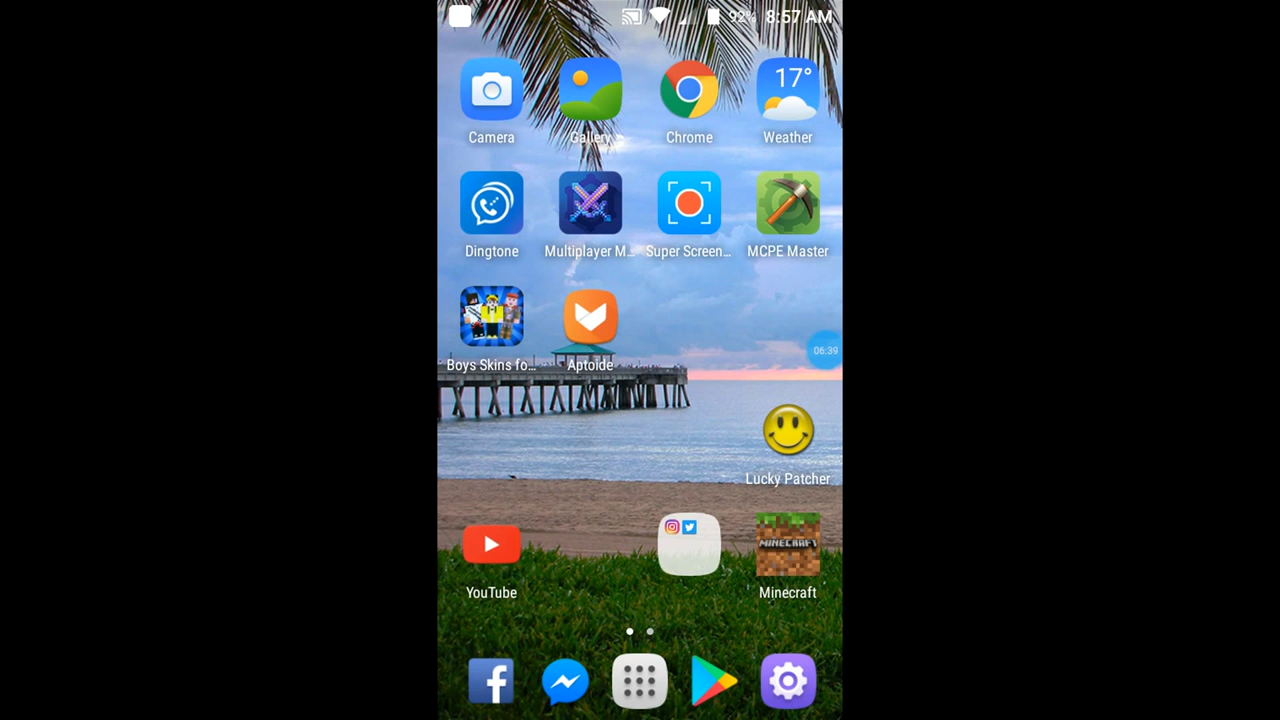 92% 8:57 AM
17°
Camera Gallery Chrome Weather
Dingtone Multiplayer M... Super Screen... MCPE Master
Boys Skins fo... Aptoide
06:39
Lucky Patcher
MINECRAFT
YouTube Minecraft